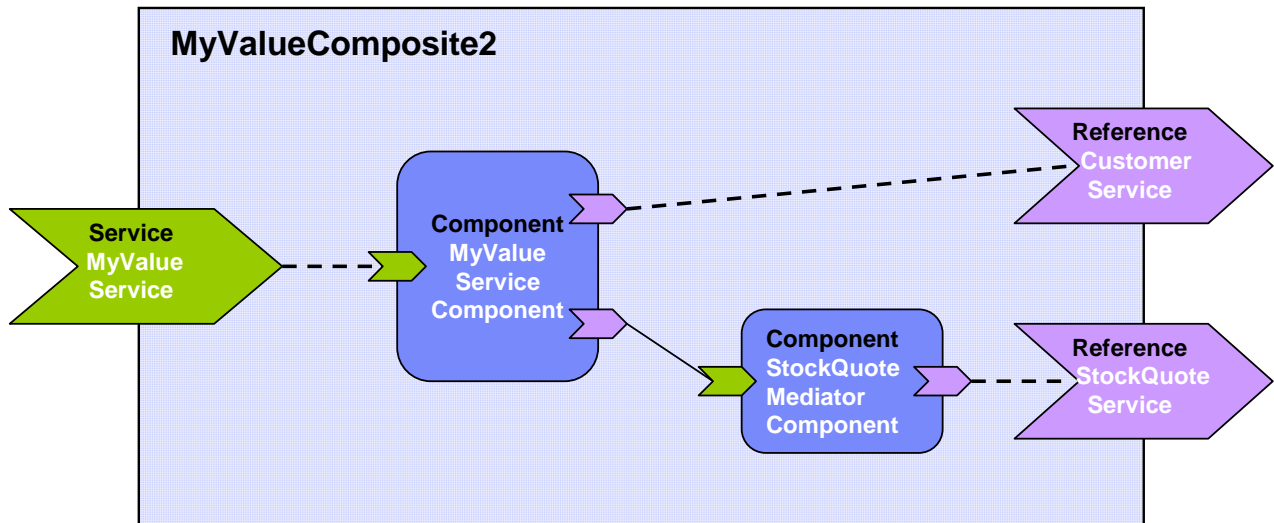 MyValueComposite2
Reference
Customer
Service
Service
MyValue
Service
Component
MyValue
Service
Component
Component
StockQuote
Mediator
Component
Reference
StockQuote
Service